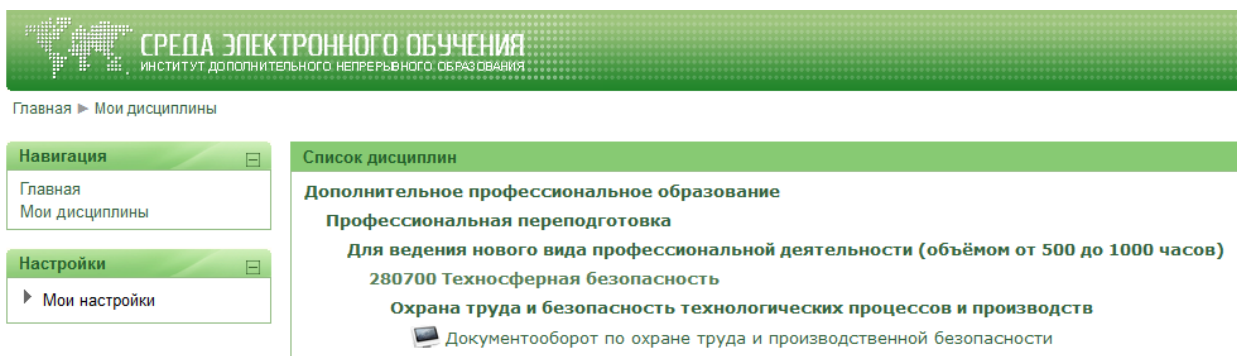 СРЕДА ЭЛЕКТРОННОГО ОБУЧЕНИЯ
ИНСТИТУТ ДОПОЛНИТЕЛЬНОГО НЕПРЕРЫВНОГО ОБРАЗОВАНИЯ
Главная ► Мои дисциплины
Навигация
Главная
Мои дисциплины
Настройки
Мои настройки
Список дисциплин
Дополнительное профессиональное образование
Профессиональная переподготовка
Для ведения нового вида профессиональной деятельности (объёмом от 500 до 1000 часов)
280700 Техносферная безопасность
Охрана труда и безопасность технологических процессов и производств
Документооборот по охране труда и производственной безопасности